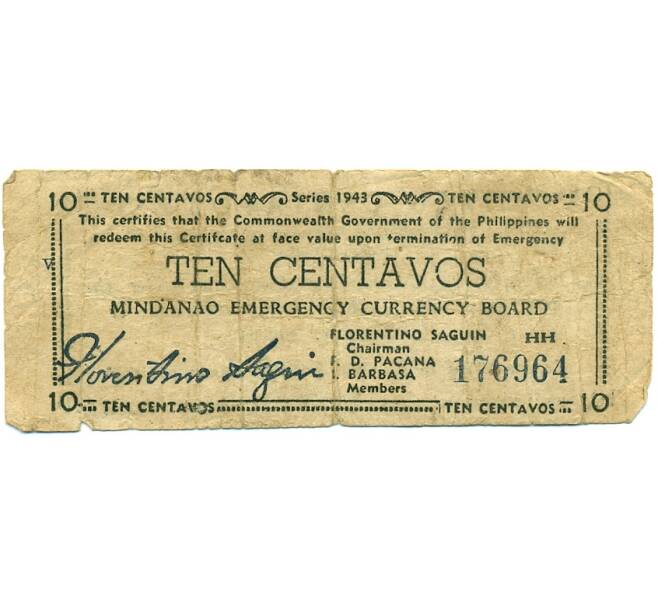 10 TEN CENTAVOS Series 1943 TEN CENTAVOS 10
This certifies that the Commonwealth Government of the Philippines will
redeem this Certifcate at face value upon termination of Emergency
V
TEN CENTAVOS
MINDANAO EMERGENCY CURRENCY BOARD
FLORENTINO SAGUIN HH
Chairman
Florentino Saguin
D. PACANA 176964
BARBASA
Members
10 TEN CENTAVOS TEN CENTAVOS 10